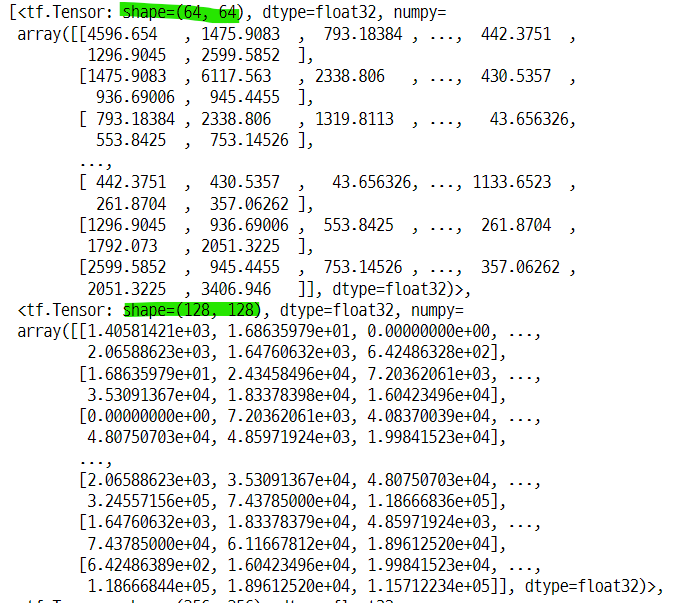 [<tf.Tensor: shape=(64, 64), dtype=float32, numpy=
array([[4596.654   , 1475.9083  ,  793.18384 , ...,  442.3751  ,
1296.9045  , 2599.5852  ],
[1475.9083  , 6117.563   , 2338.806   , ...,  430.5357  ,
936.69006 ,  945.4455  ],
[ 793.18384 , 2338.806   , 1319.8113  , ...,   43.656326,
553.8425  ,  753.14526 ],
...,
[ 442.3751  ,  430.5357  ,   43.656326, ..., 1133.6523  ,
261.8704  ,  357.06262 ],
[1296.9045  ,  936.69006 ,  553.8425  , ...,  261.8704  ,
1792.073   , 2051.3225  ],
[2599.5852  ,  945.4455  ,  753.14526 , ...,  357.06262 ,
2051.3225  , 3406.946   ]], dtype=float32)>,
<tf.Tensor: shape=(128, 128), dtype=float32, numpy=
array([[1.40581421e+03, 1.68635979e+01, 0.00000000e+00, ...,
2.06588623e+03, 1.64760632e+03, 6.42486328e+02],
[1.68635979e+01, 2.43458496e+04, 7.20362061e+03, ...,
3.53091367e+04, 1.83378398e+04, 1.60423496e+04],
[0.00000000e+00, 7.20362061e+03, 4.08370039e+04, ...,
4.80750703e+04, 4.85971924e+03, 1.99841523e+04],
...,
[2.06588623e+03, 3.53091367e+04, 4.80750703e+04, ...,
3.24557156e+05, 7.43785000e+04, 1.18666836e+05],
[1.64760632e+03, 1.83378379e+04, 4.85971924e+03, ...,
7.43785000e+04, 6.11667812e+04, 1.89612520e+04],
[6.42486389e+02, 1.60423496e+04, 1.99841523e+04, ...,
1.18666844e+05, 1.89612520e+04, 1.15712234e+05]], dtype=float32)>,